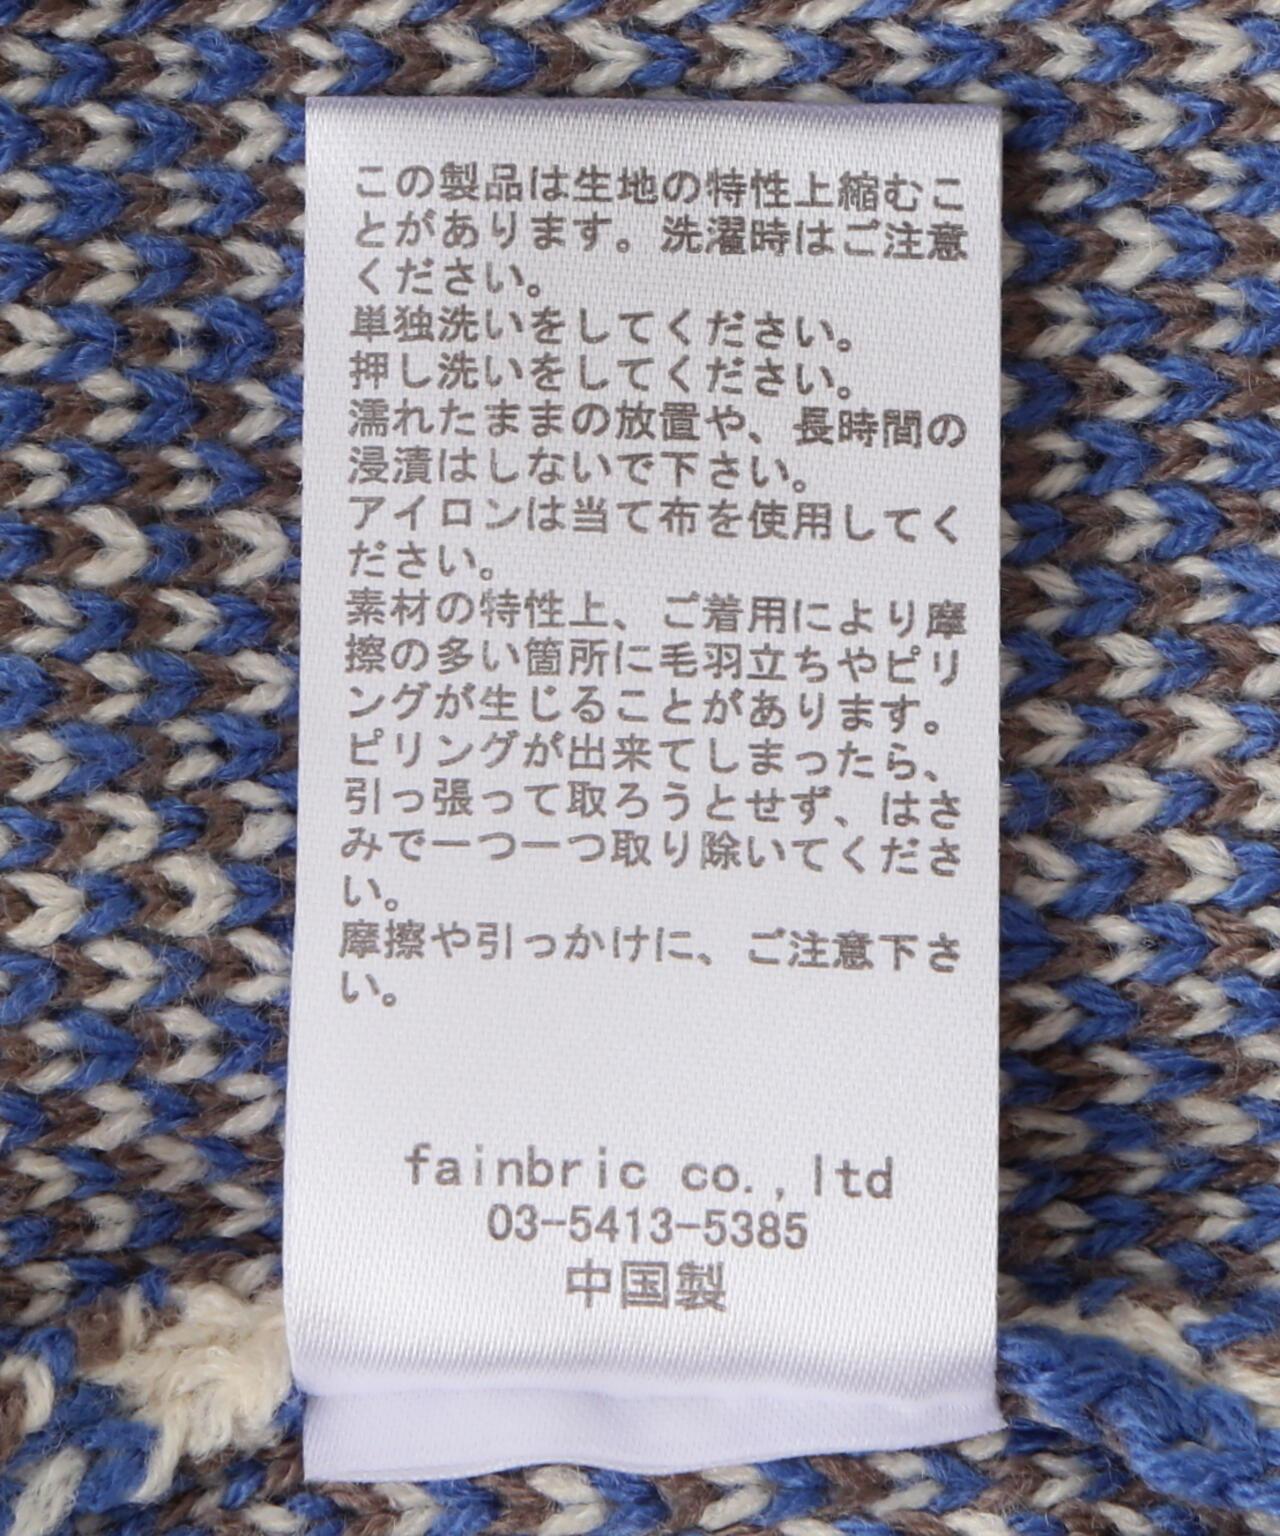 この製品は生地の特性上縮むこ
とがあります。洗濯時はご注意
ください。
単独洗いをしてください。
押し洗いをしてください。
濡れたままの放置や、長時間の
浸漬はしないで下さい。
アイロンは当て布を使用してく
ださい。
素材の特性上、ご着用により摩
擦の多い箇所に毛羽立ちやピリ
ングが生じることがあります。
ピリングが出来てしまったら、
引っ張って取ろうとせず、はさ
みで一つ一つ取り除いてくださ
い。
摩擦や引っかけに、ご注意下さ
い。
fainbric co.,ltd
03-5413-5385
中国製